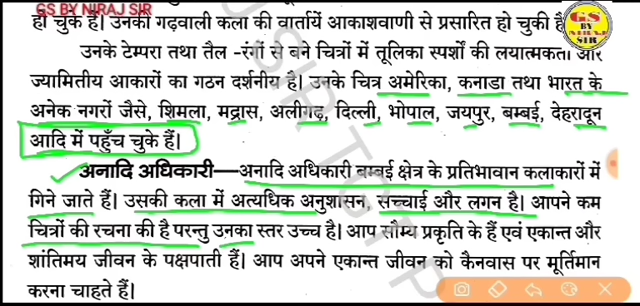 GS BY NIRAJ SIR
हो चुके हैं। उनकी गढ़वाली कला की वार्तायें आकाशवाणी से प्रसारित हो चुकी हैं
GS
BY NIRAJ
SIR
उनके टेम्परा तथा तैल -रंगों से बने चित्रों में तूलिका स्पर्शों की लयात्मकता और
ज्यामितीय आकारों का गठन दर्शनीय है। उनके चित्र अमेरिका, कनाडा तथा भारत के
अनेक नगरों जैसे, शिमला, मद्रास, अलीगढ़, दिल्ली, भोपाल, जयपुर, बम्बई, देहरादून
आदि में पहुँच चुके हैं।
अनादि अधिकारी—अनादि अधिकारी बम्बई क्षेत्र के प्रतिभावान कलाकारों में
गिने जाते हैं। उसकी कला में अत्यधिक अनुशासन, सच्चाई और लगन है। आपने कम
चित्रों की रचना की है परन्तु उनका स्तर उच्च है। आप सौम्य प्रकृति के हैं एवं एकान्त और
शांतिमय जीवन के पक्षपाती हैं। आप अपने एकान्त जीवन को कैनवास पर मूर्तिमान
करना चाहते हैं।